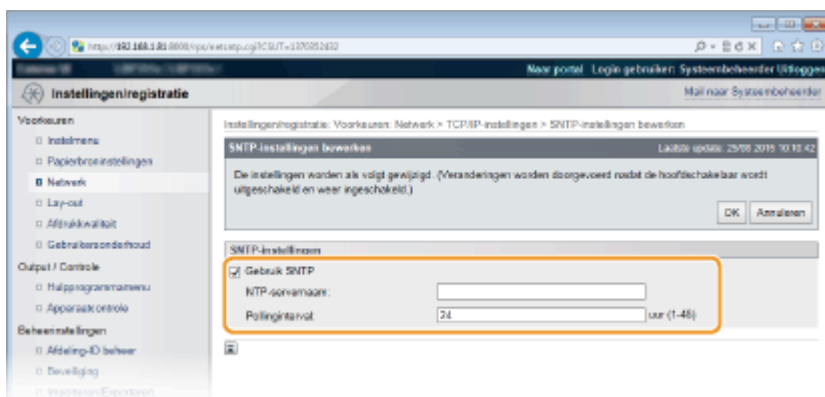 Naar portal Login gebruiker: Systeembeheerder Uitloggen
Instellingen/registratie
Mail naar Systeembeheerder
Voorkeuren
Instelmenu
Papierbroninstellingen
Netwerk
Lay-out
Afdrukkwaliteit
Gebruikersonderhoud
Output / Controle
Hulpprogrammamenu
Apparaatcontrole
Beheerinstellingen
Afdeling-ID beheer
Beveiliging
Importeren/Exporteren
Instellingen/registratie: Voorkeuren: Netwerk > TCP/IP-instellingen > SNTP-instellingen bewerken
SNTP-instellingen bewerken
Laatste update: 10:10:42
De instellingen worden als volgt gewijzigd. (Veranderingen worden doorgevoerd nadat de hoofdschakelaar wordt
uitgeschakeld en weer ingeschakeld.)
OK Annuleren
SNTP-instellingen
Gebruik SNTP
NTP-servernaam:
Pollinginterval: 24 uur (1-48)